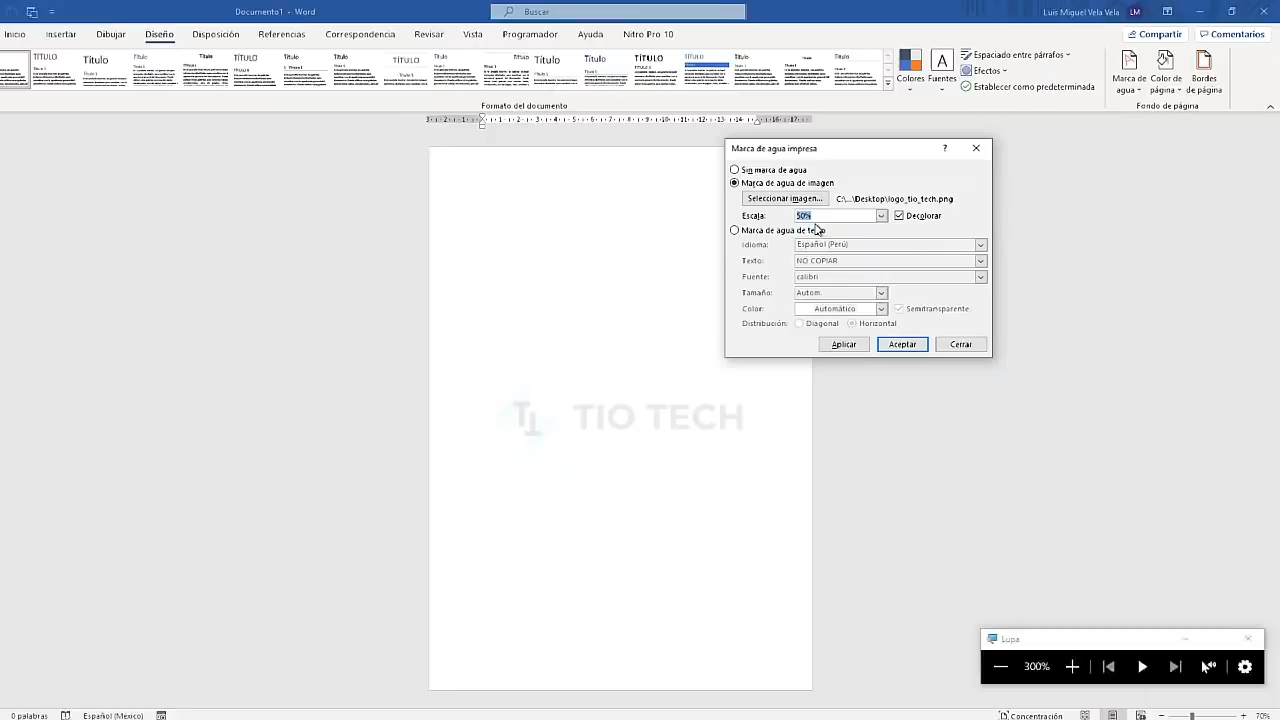 Documento1 - Word
Buscar
Luis Miguel Vela Vela LM
Inicio Insertar Dibujar Diseño Disposición Referencias Correspondencia Revisar Vista Programador Ayuda Nitro Pro 10 Compartir Comentarios
TÍTULO Título Título Título TÍTULO Título TÍTULO Título TÍTULO Título Título TÍTULO TÍTULO Título Título Título
Colores Fuentes
Espaciado entre párrafos
Efectos
Establecer como predeterminada
Marca de agua
Color de página
Bordes de página
Formato del documento Fondo de página
Marca de agua impresa ?
Sin marca de agua
Marca de agua de imagen
Seleccionar imagen... C:\...\Desktop\logo_tio_tech.png
Escala: 50% Decolorar
Marca de agua de texto
Idioma: Español (Perú)
Texto: NO COPIAR
Fuente: calibri
Tamaño: Autom.
Color: Automático Semitransparente
Distribución: Diagonal Horizontal
Aplicar Aceptar Cerrar
TIO TECH
Lupa
300%
0 palabras Español (México) Concentración 70%